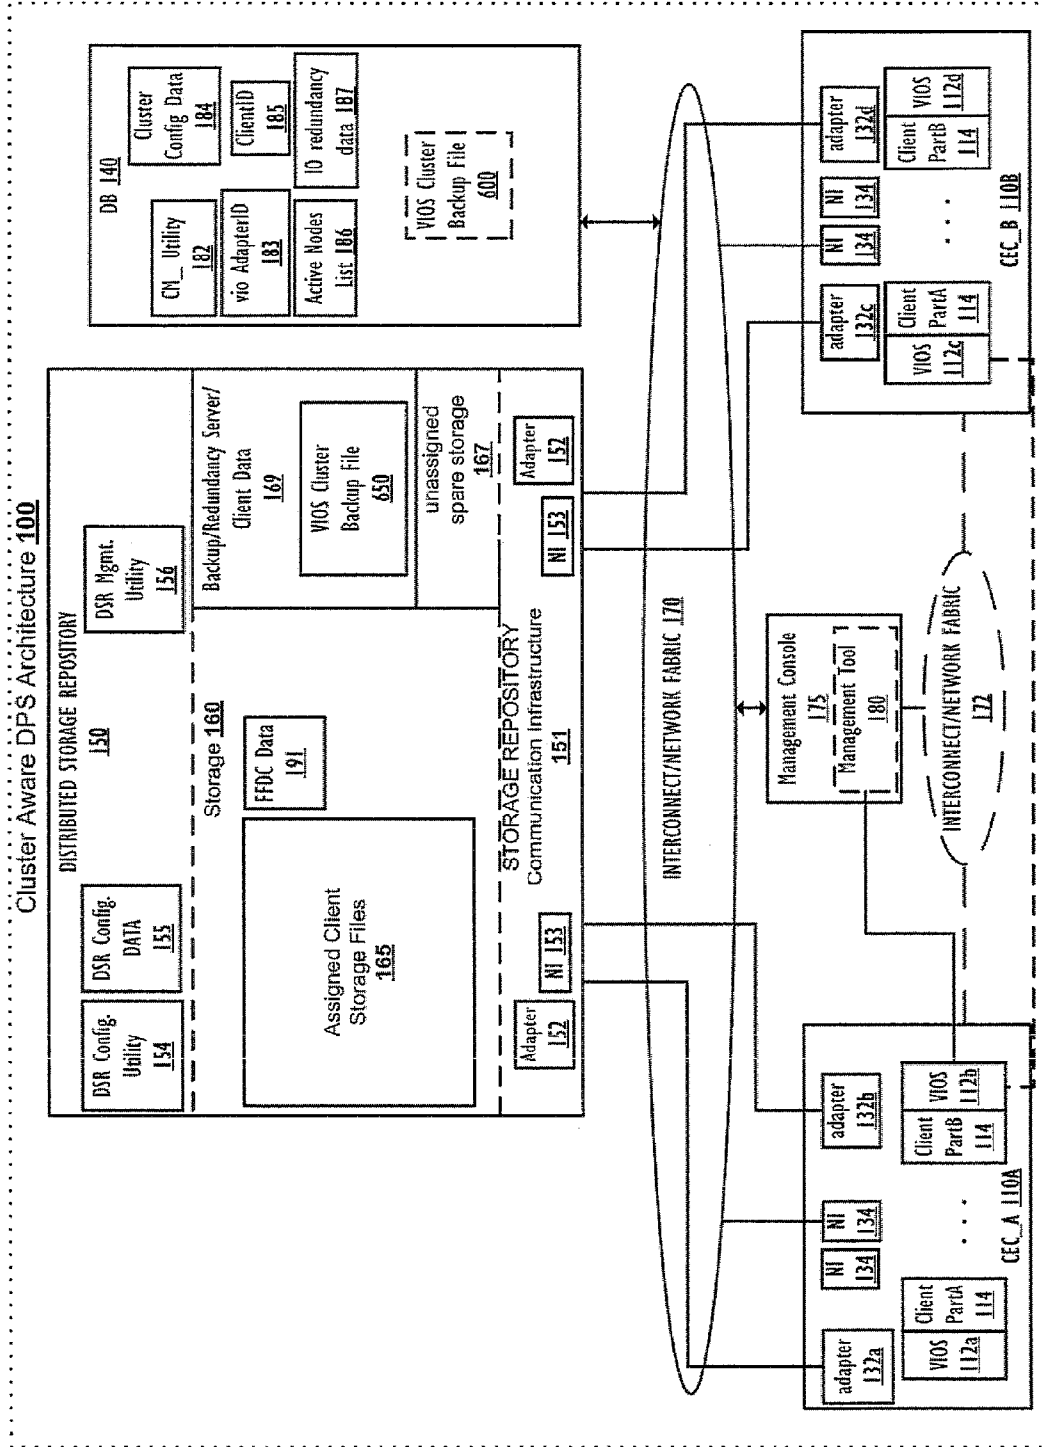 Cluster Aware DPS Architecture 100
DISTRIBUTED STORAGE REPOSITORY
150
DSR Config.
Utility
154
DSR Config.
DATA
155
DSR Mgmt.
Utility
156
Storage 160
Assigned Client
Storage Files
165
FFDC Data
191
Backup/Redundancy Server/
Client Data
169
VIOS Cluster
Backup File
650
unassigned
spare storage
167
STORAGE REPOSITORY
Communication Infrastructure
151
Adapter
152
NI 153
NI 153
Adapter
152
DB 140
CM_ Utility
182
Cluster
Config Data
184
vio AdapterID
183
ClientID
185
Active Nodes
List 186
IO redundancy
data 187
VIOS Cluster
Backup File
600
INTERCONNECT/NETWORK FABRIC 170
Management Console
175
Management Tool
180
INTERCONNECT/NETWORK FABRIC
172
adapter
132a
NI
134
NI
134
adapter
132b
VIOS
112a
Client
PartA
114
. . .
Client
PartB
114
VIOS
112b
CEC_A 110A
adapter
132c
NI
134
NI
134
adapter
132d
VIOS
112c
Client
PartA
114
. . .
Client
PartB
114
VIOS
112d
CEC_B 110B